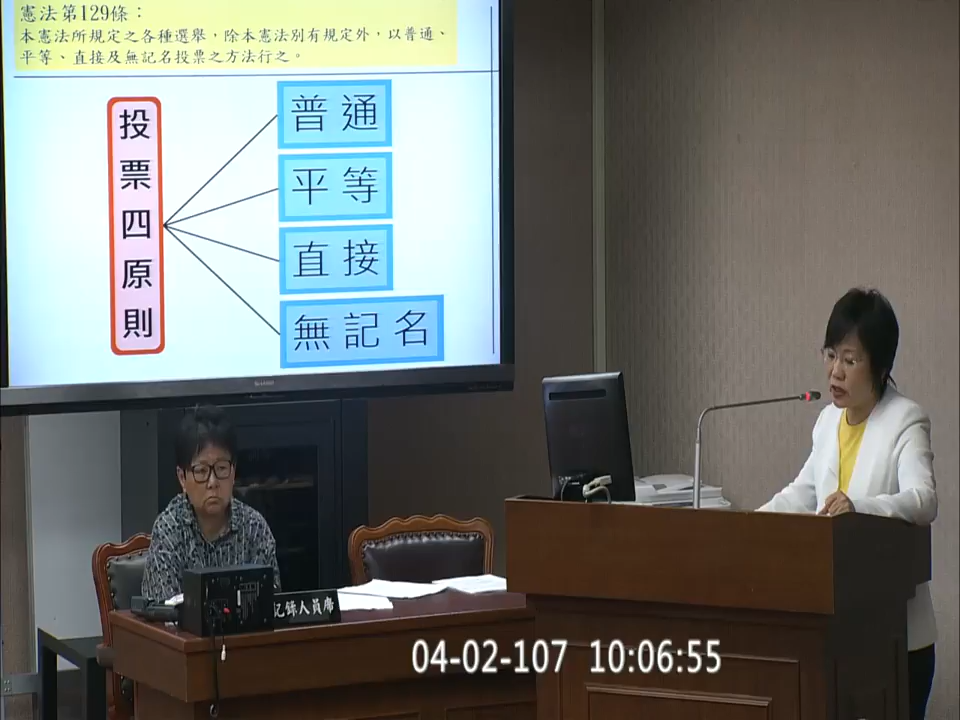 憲法第129條：
本憲法所規定之各種選舉，除本憲法別有規定外，以普通、
平等、直接及無記名投票之方法行之。
投票四原則
普通
平等
直接
無記名
SHARP
記錄人員席
04-02-107 10:06:55